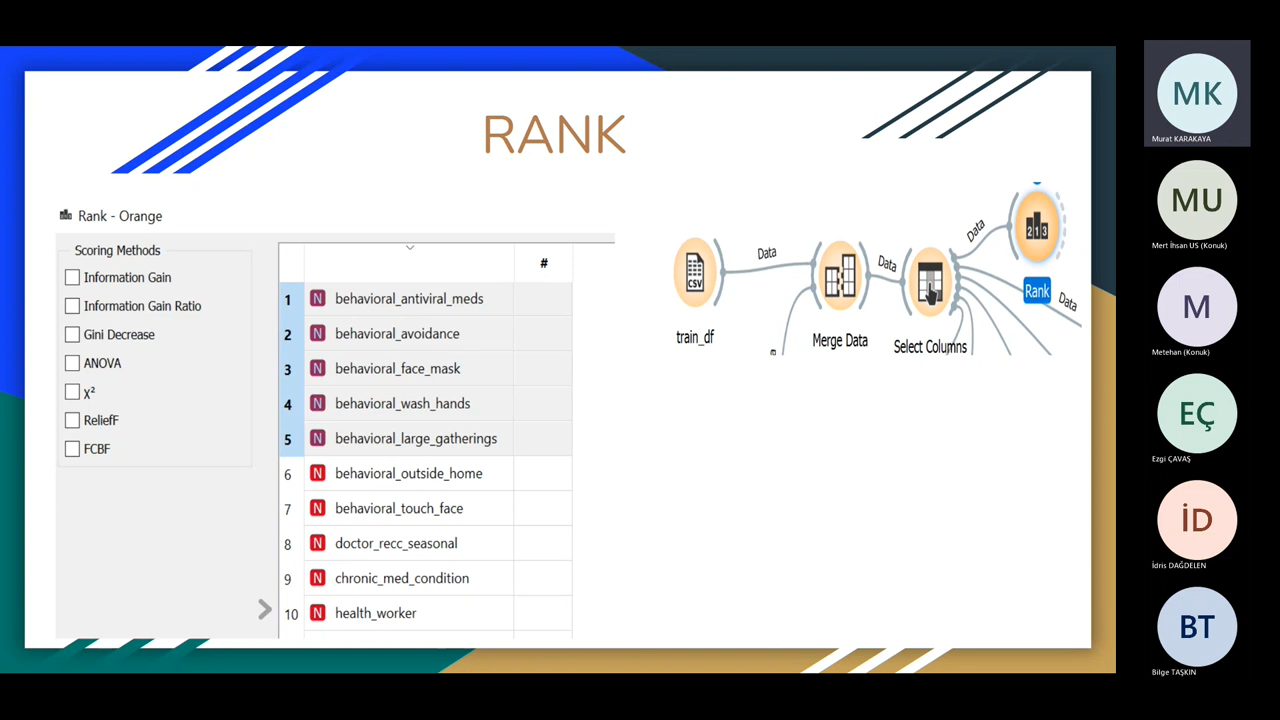 RANK
Rank - Orange
Scoring Methods
Information Gain
Information Gain Ratio
Gini Decrease
ANOVA
χ²
ReliefF
FCBF
#
1 N behavioral_antiviral_meds
2 N behavioral_avoidance
3 N behavioral_face_mask
4 N behavioral_wash_hands
5 N behavioral_large_gatherings
6 N behavioral_outside_home
7 N behavioral_touch_face
8 N doctor_recc_seasonal
9 N chronic_med_condition
10 N health_worker
CSV
train_df
Data
Merge Data
Data
Select Columns
Data
2 1 3
Rank
Data
MK
Murat KARAKAYA
MU
Mert İhsan US (Konuk)
M
Metehan (Konuk)
EÇ
Ezgi ÇAVAŞ
İD
İdris DAĞDELEN
BT
Bilge TAŞKIN